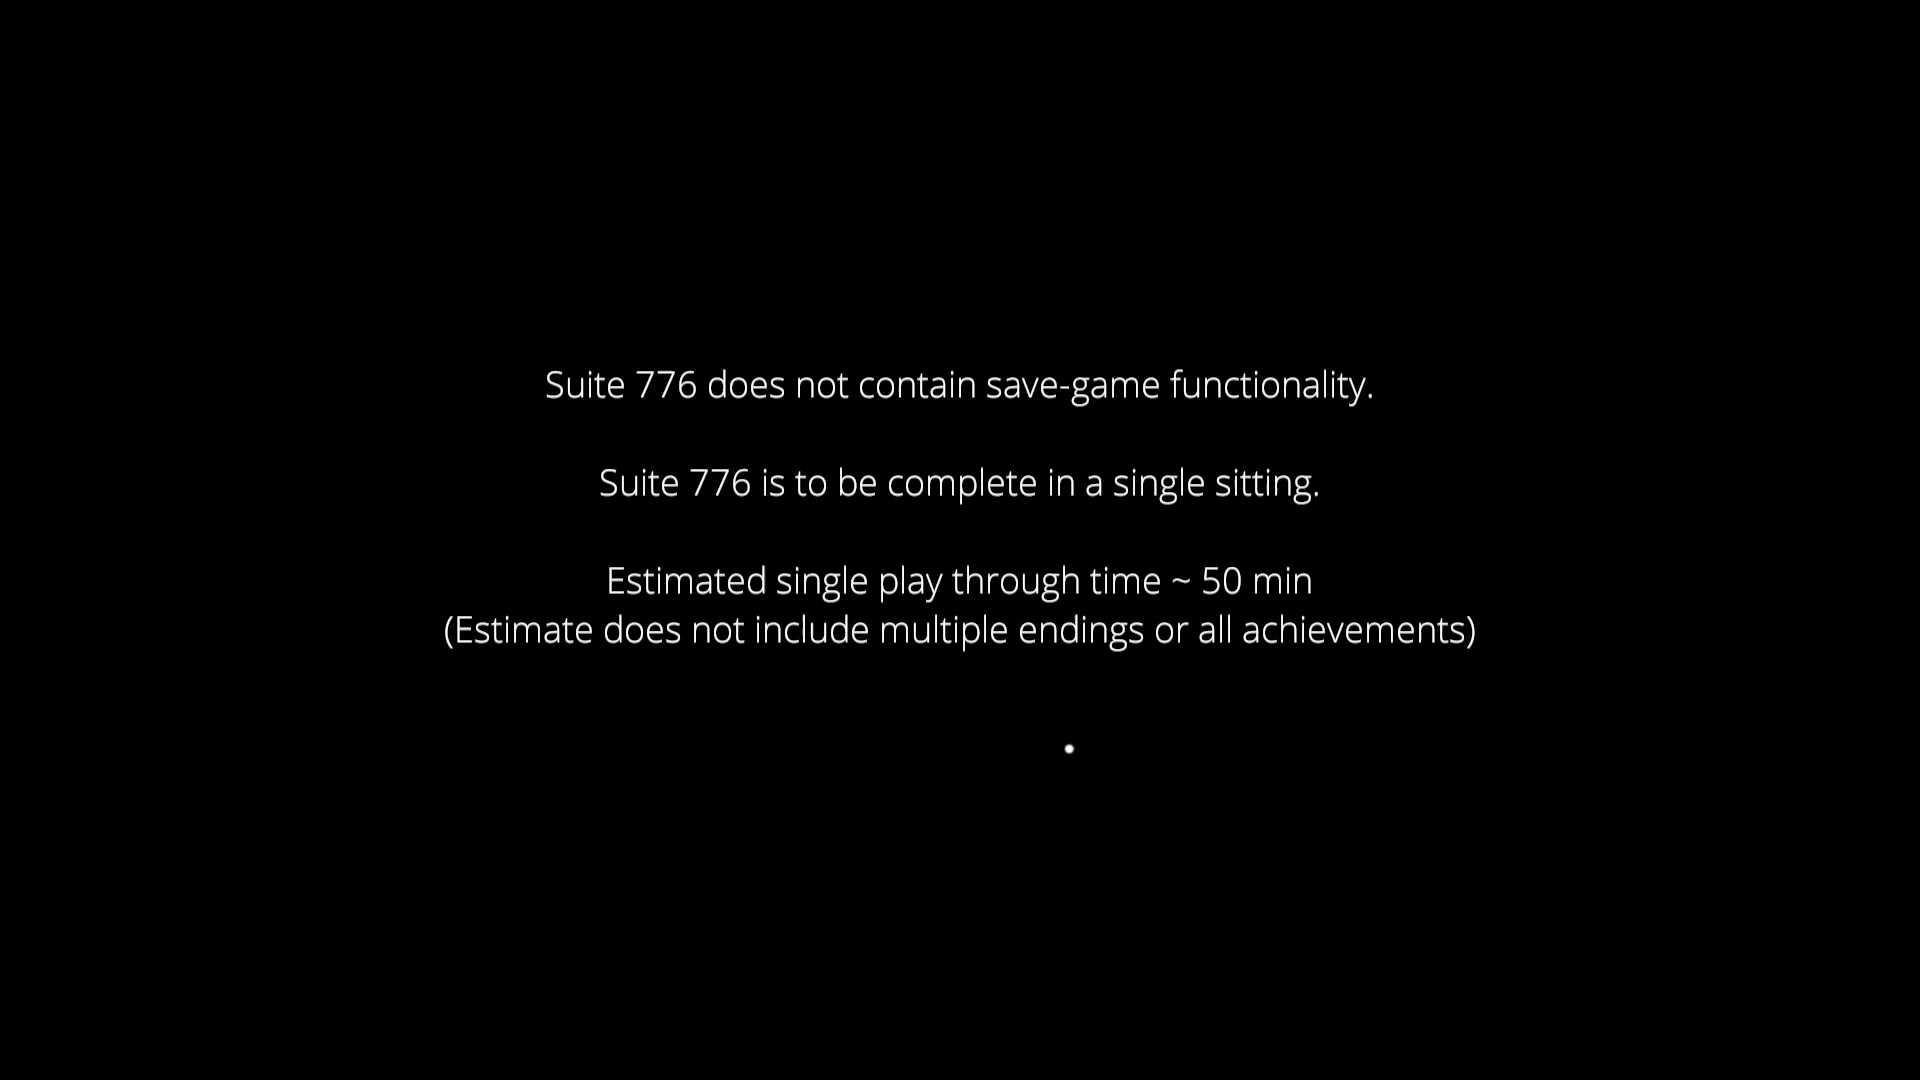 Suite 776 does not contain save-game functionality.
Suite 776 is to be complete in a single sitting.
Estimated single play through time ~ 50 min
(Estimate does not include multiple endings or all achievements)